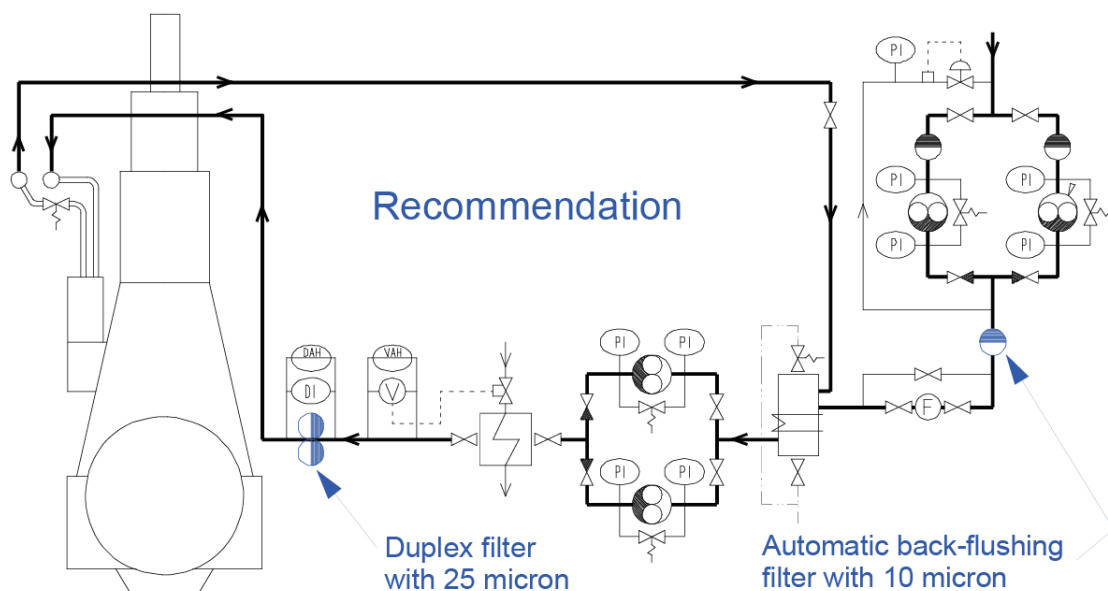 PI
Recommendation
PI
PI
PI
PI
DAH
VAH
PI
PI
DI
V
F
PI
PI
Duplex filter
with 25 micron
Automatic back-flushing
filter with 10 micron